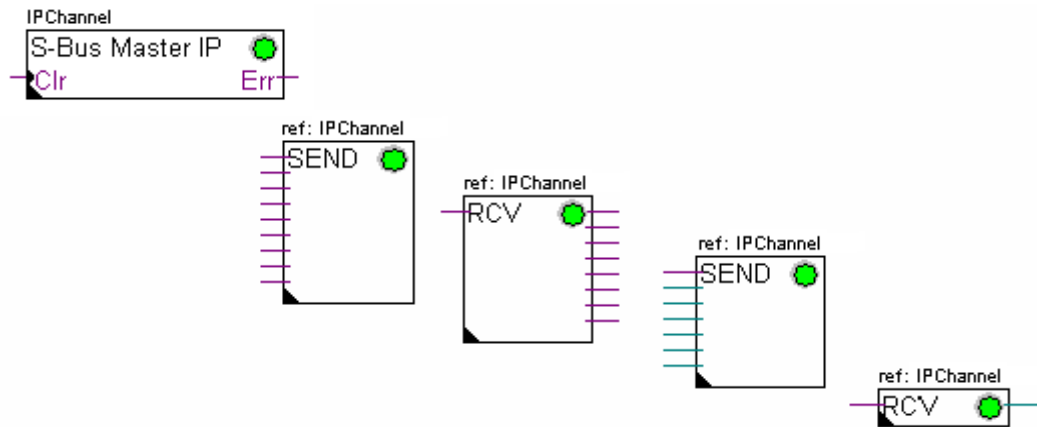 IPChannel
S-Bus Master IP
Clr Err
ref: IPChannel
SEND
ref: IPChannel
RCV
ref: IPChannel
SEND
ref: IPChannel
RCV